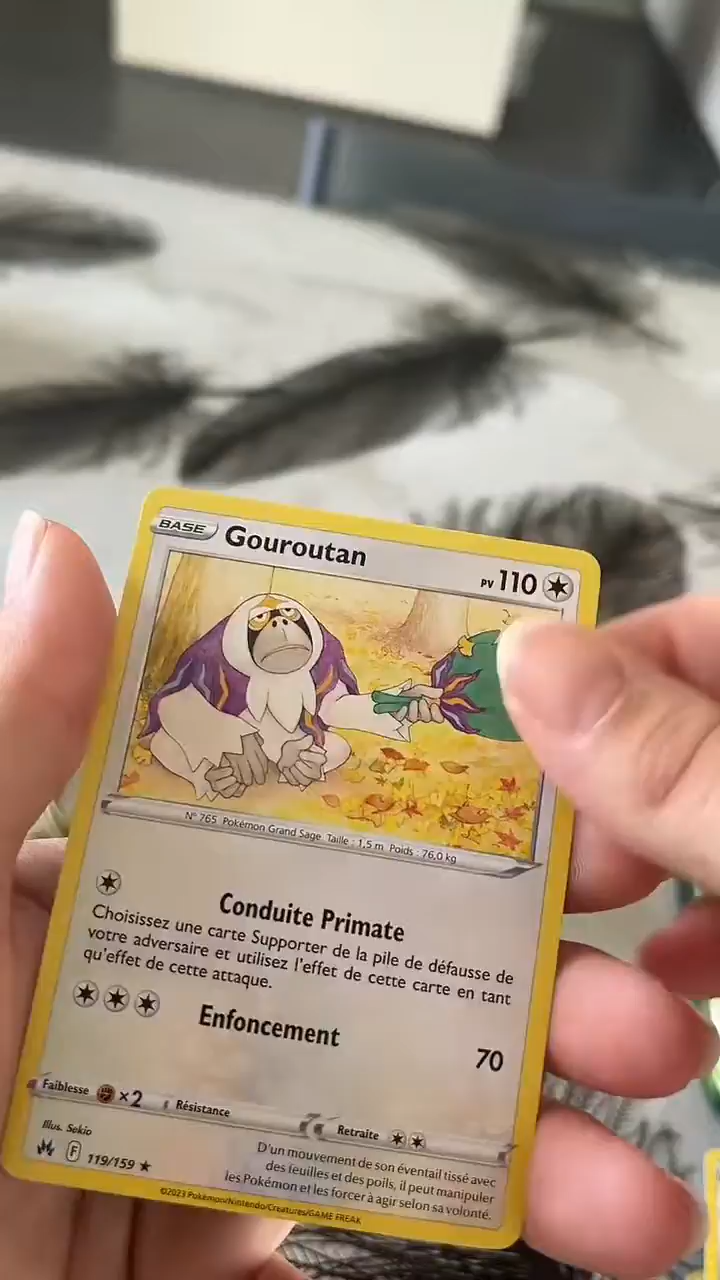 BASE
Gouroutan
PV 110
N° 765 Pokémon Grand Sage Taille : 1,5 m Poids : 76,0 kg
Conduite Primate
Choisissez une carte Supporter de la pile de défausse de
votre adversaire et utilisez l'effet de cette carte en tant
qu'effet de cette attaque.
Enfoncement
70
Faiblesse ×2 Résistance
Retraite
Illus. Sekio
F 119/159 ★
D'un mouvement de son éventail tissé avec
des feuilles et des poils, il peut manipuler
les Pokémon et les forcer à agir selon sa volonté.
©2023 Pokémon/Nintendo/Creatures/GAME FREAK